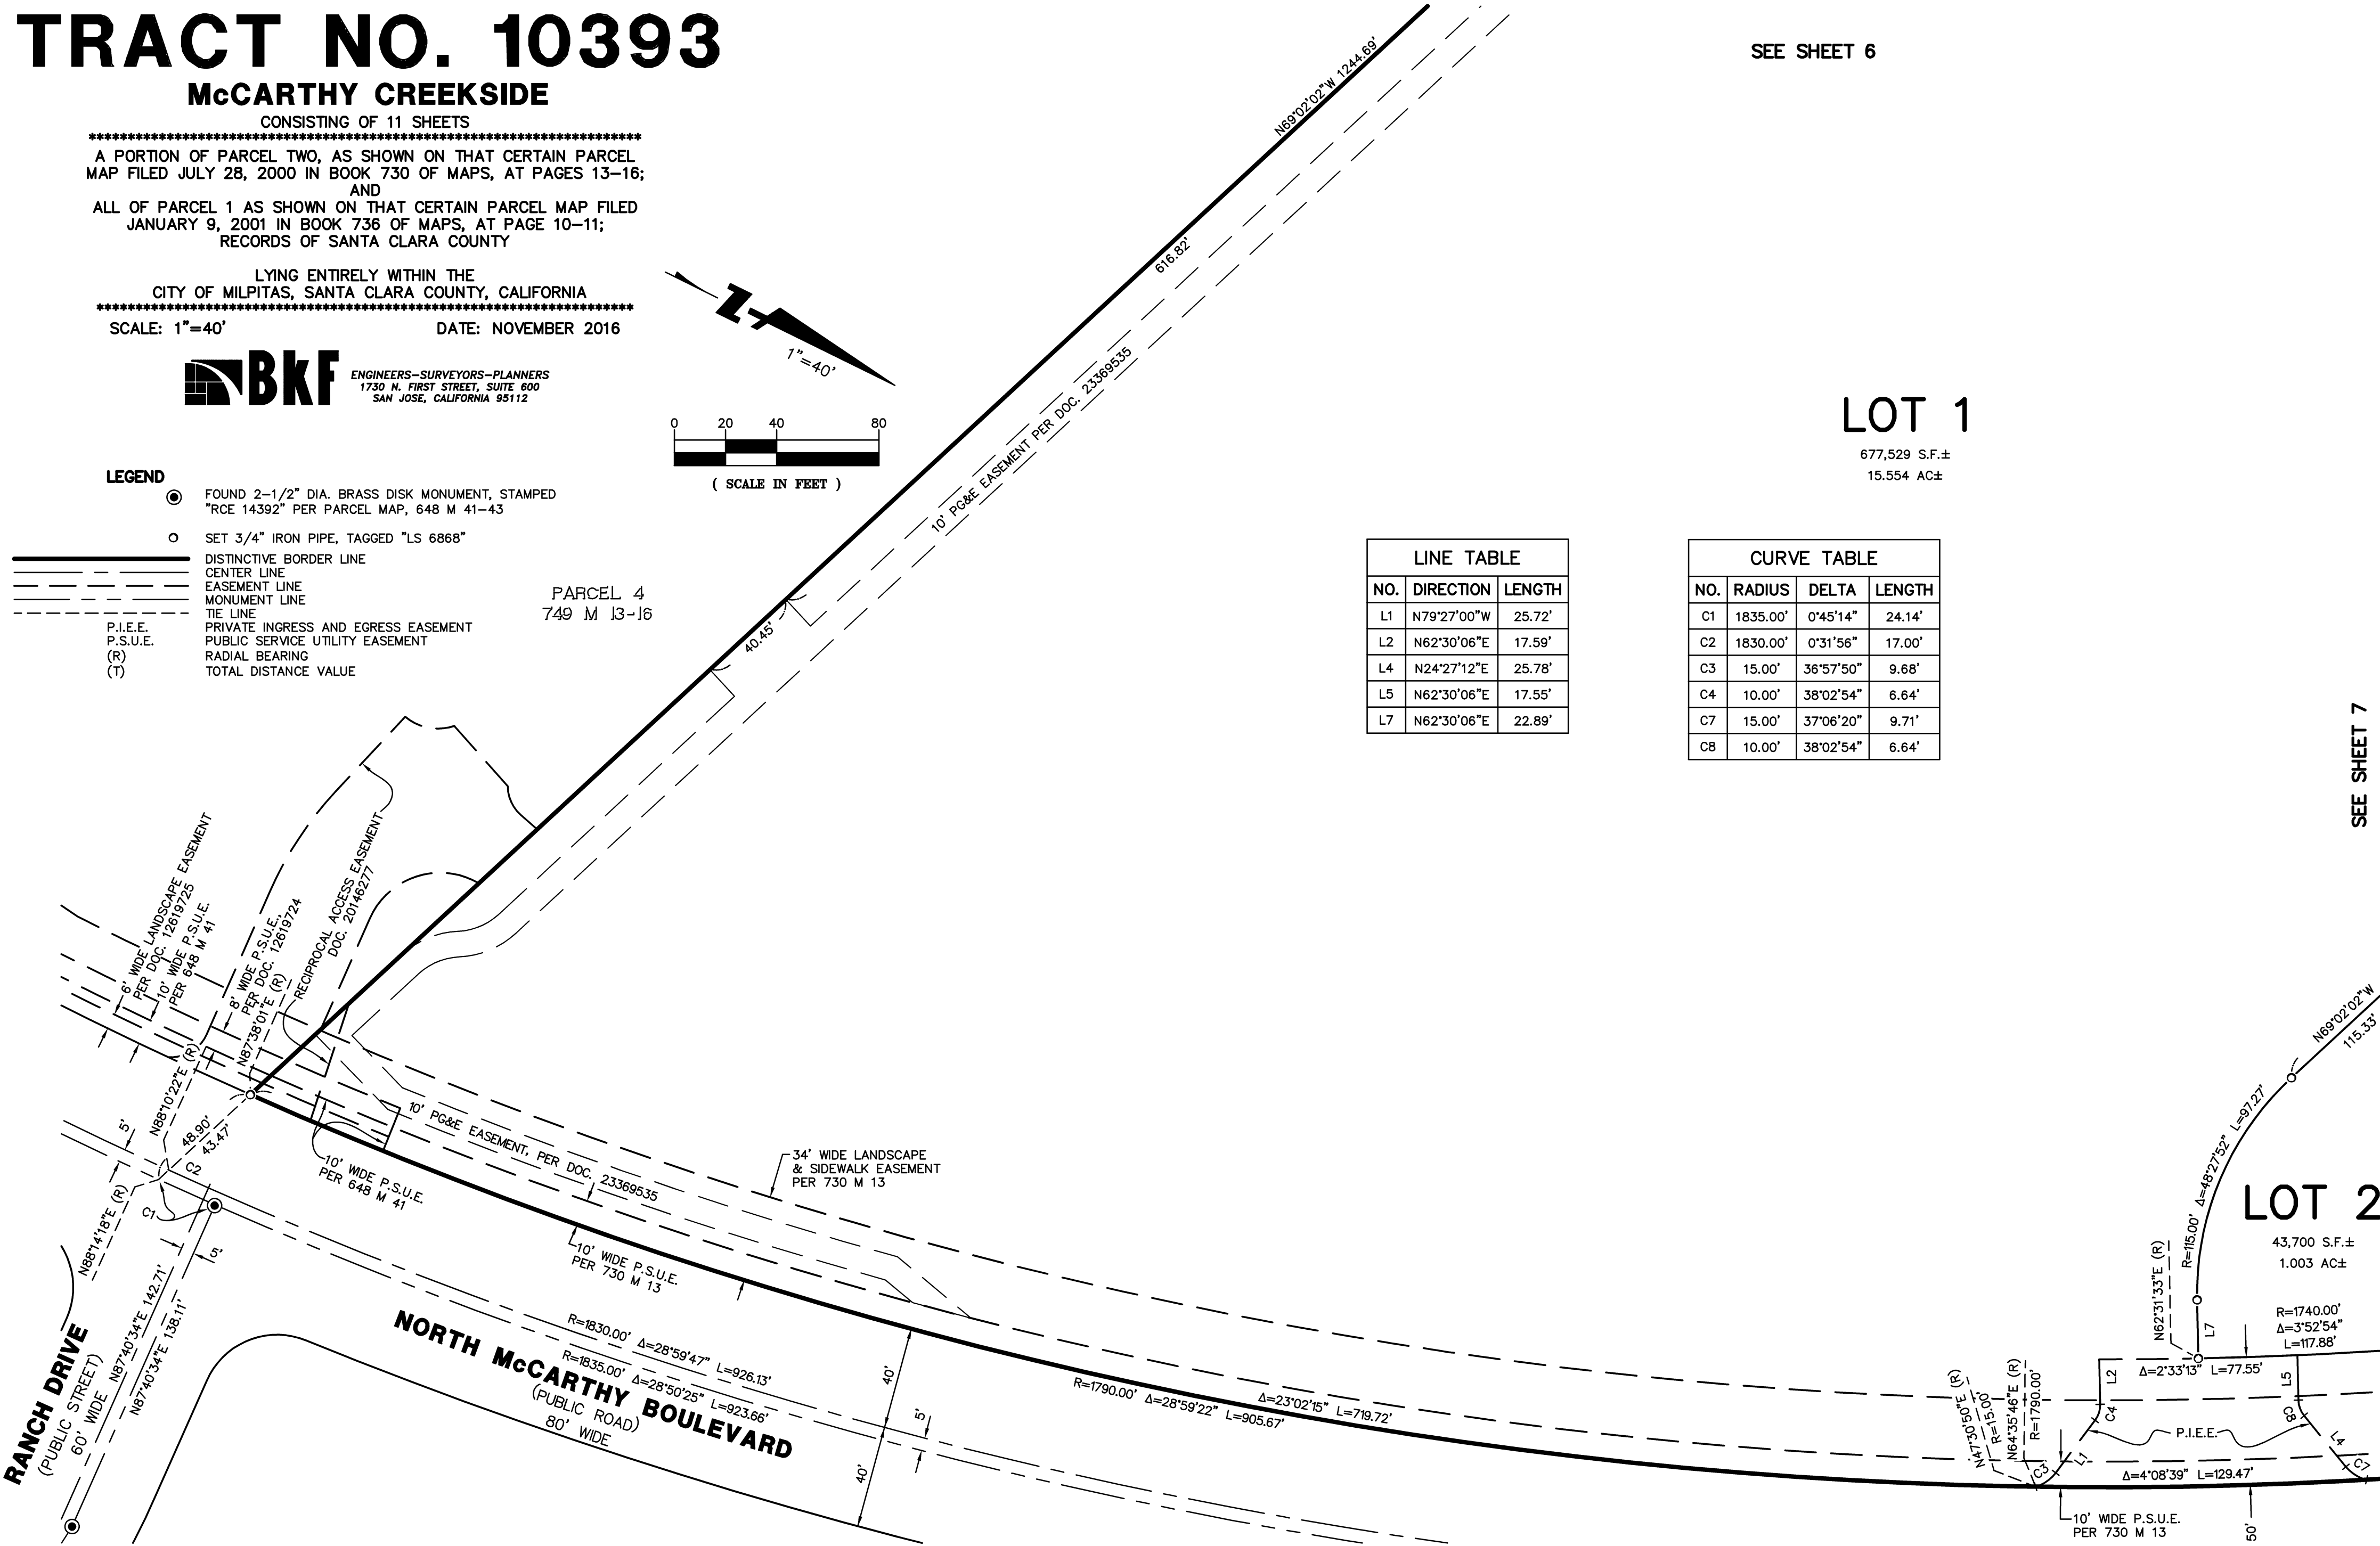 TRACT NO. 10393
McCARTHY CREEKSIDE
CONSISTING OF 11 SHEETS
A PORTION OF PARCEL TWO, AS SHOWN ON THAT CERTAIN PARCEL
MAP FILED JULY 28, 2000 IN BOOK 730 OF MAPS, AT PAGES 13–16;
AND
ALL OF PARCEL 1 AS SHOWN ON THAT CERTAIN PARCEL MAP FILED
JANUARY 9, 2001 IN BOOK 736 OF MAPS, AT PAGE 10–11;
RECORDS OF SANTA CLARA COUNTY
LYING ENTIRELY WITHIN THE
CITY OF MILPITAS, SANTA CLARA COUNTY, CALIFORNIA
SCALE: 1"=40' DATE: NOVEMBER 2016
BKF
ENGINEERS–SURVEYORS–PLANNERS
1730 N. FIRST STREET, SUITE 600
SAN JOSE, CALIFORNIA 95112
Z
1"=40'
0 20 40 80
( SCALE IN FEET )
LEGEND
FOUND 2–1/2" DIA. BRASS DISK MONUMENT, STAMPED
"RCE 14392" PER PARCEL MAP, 648 M 41–43
SET 3/4" IRON PIPE, TAGGED "LS 6868"
DISTINCTIVE BORDER LINE
CENTER LINE
EASEMENT LINE
MONUMENT LINE
TIE LINE
P.I.E.E. PRIVATE INGRESS AND EGRESS EASEMENT
P.S.U.E. PUBLIC SERVICE UTILITY EASEMENT
(R) RADIAL BEARING
(T) TOTAL DISTANCE VALUE
PARCEL 4
749 M 13-16
SEE SHEET 6
N69°02'02"W 1244.69'
616.82'
10' PG&E EASEMENT PER DOC. 23369535
40.45'
LOT 1
677,529 S.F.±
15.554 AC±
LINE TABLE
NO. DIRECTION LENGTH
L1 N79°27'00"W 25.72'
L2 N62°30'06"E 17.59'
L4 N24°27'12"E 25.78'
L5 N62°30'06"E 17.55'
L7 N62°30'06"E 22.89'
CURVE TABLE
NO. RADIUS DELTA LENGTH
C1 1835.00' 0°45'14" 24.14'
C2 1830.00' 0°31'56" 17.00'
C3 15.00' 36°57'50" 9.68'
C4 10.00' 38°02'54" 6.64'
C7 15.00' 37°06'20" 9.71'
C8 10.00' 38°02'54" 6.64'
SEE SHEET 7
6' WIDE LANDSCAPE EASEMENT
PER DOC. 12619725
10' WIDE P.S.U.E.
PER 648 M 41
8' WIDE P.S.U.E.,
PER DOC. 12619724
N87°38'01"E (R)
RECIPROCAL ACCESS EASEMENT
DOC. 20146277
N88°10'22"E (R)
5'
48.90'
43.47'
C2
C1
N88°14'18"E (R)
5'
10' WIDE P.S.U.E.
PER 648 M 41
10' PG&E EASEMENT, PER DOC. 23369535
34' WIDE LANDSCAPE
& SIDEWALK EASEMENT
PER 730 M 13
10' WIDE P.S.U.E.
PER 730 M 13
RANCH DRIVE
(PUBLIC STREET)
60' WIDE
N87°40'34"E 142.71'
N87°40'34"E 138.11'
R=1830.00' Δ=28°59'47" L=926.13'
R=1835.00' Δ=28°50'25" L=923.66'
NORTH McCARTHY BOULEVARD
(PUBLIC ROAD)
80' WIDE
40'
5'
40'
R=1790.00' Δ=28°59'22" L=905.67'
Δ=23°02'15" L=719.72'
N69°02'02"W
115.33'
R=115.00' Δ=48°27'52" L=97.27'
LOT 2
43,700 S.F.±
1.003 AC±
N62°31'33"E (R)
L7
R=1740.00'
Δ=3°52'54"
L=117.88'
Δ=2°33'13" L=77.55'
L2
L5
C4
C8
N47°30'50"E (R)
R=15.00'
N64°35'46"E (R)
R=1790.00'
P.I.E.E.
L1
L4
C3
C7
Δ=4°08'39" L=129.47'
10' WIDE P.S.U.E.
PER 730 M 13
50'